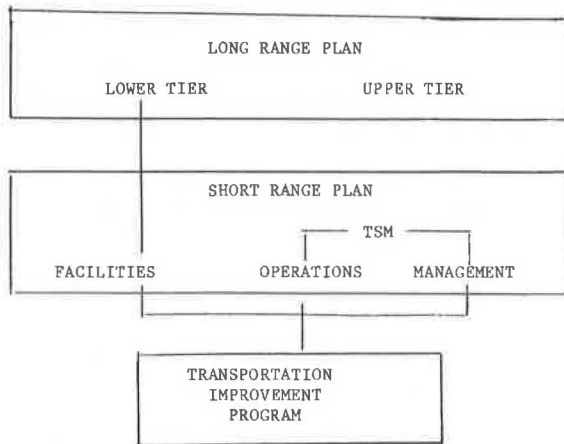 LONG RANGE PLAN
LOWER TIER UPPER TIER
SHORT RANGE PLAN
TSM
FACILITIES OPERATIONS MANAGEMENT
TRANSPORTATION
IMPROVEMENT
PROGRAM